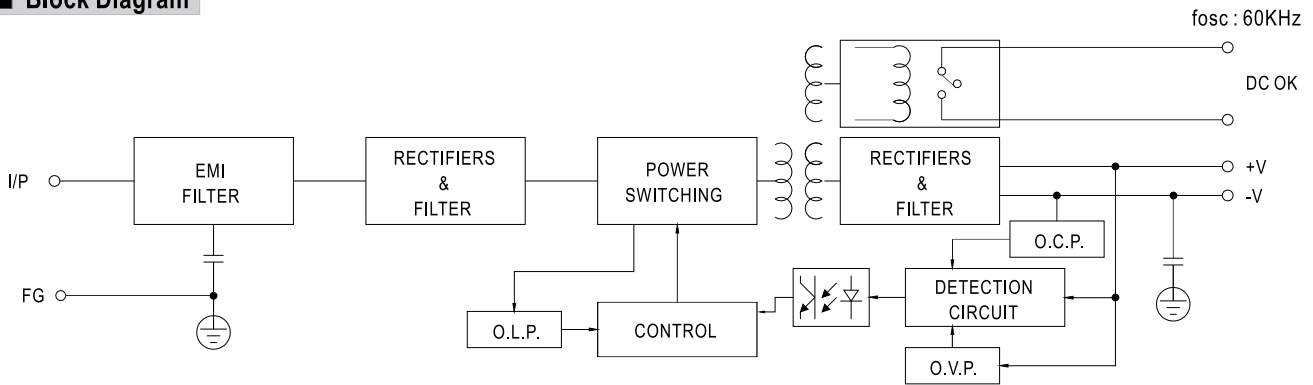 ■ Block Diagram
fosc : 60KHz
DC OK
I/P
EMI
FILTER
RECTIFIERS
&
FILTER
POWER
SWITCHING
RECTIFIERS
&
FILTER
+V
-V
O.C.P.
FG
DETECTION
CIRCUIT
O.L.P.
CONTROL
O.V.P.